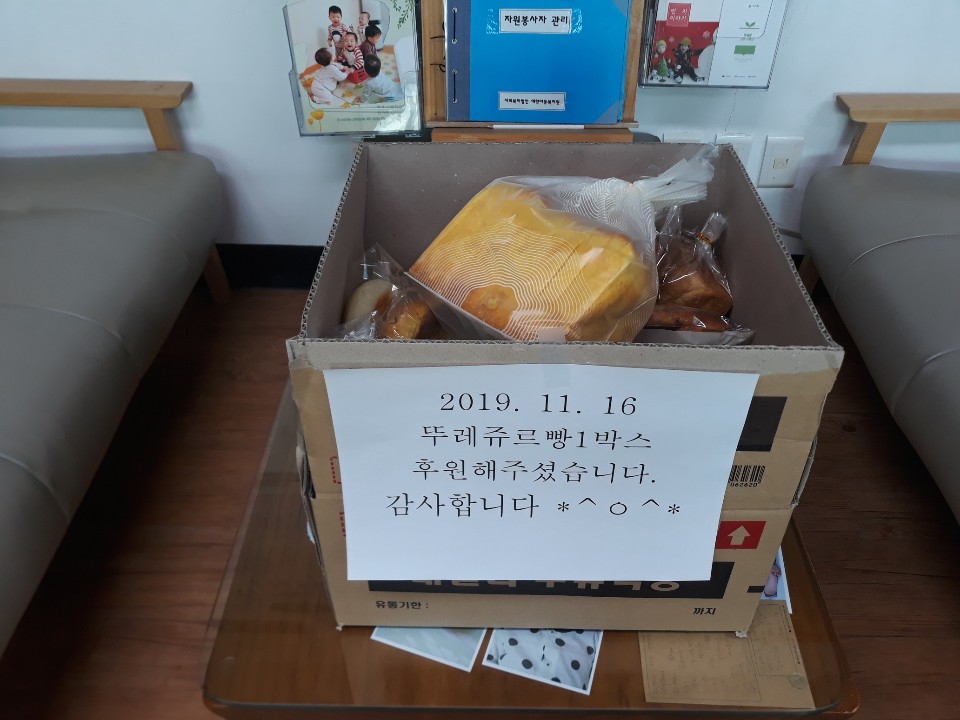 자원봉사자 관리
2019. 11. 16
뚜레쥬르빵1박스
후원해주셨습니다.
감사합니다 *^ㅇ^*
유통기한 :
까지